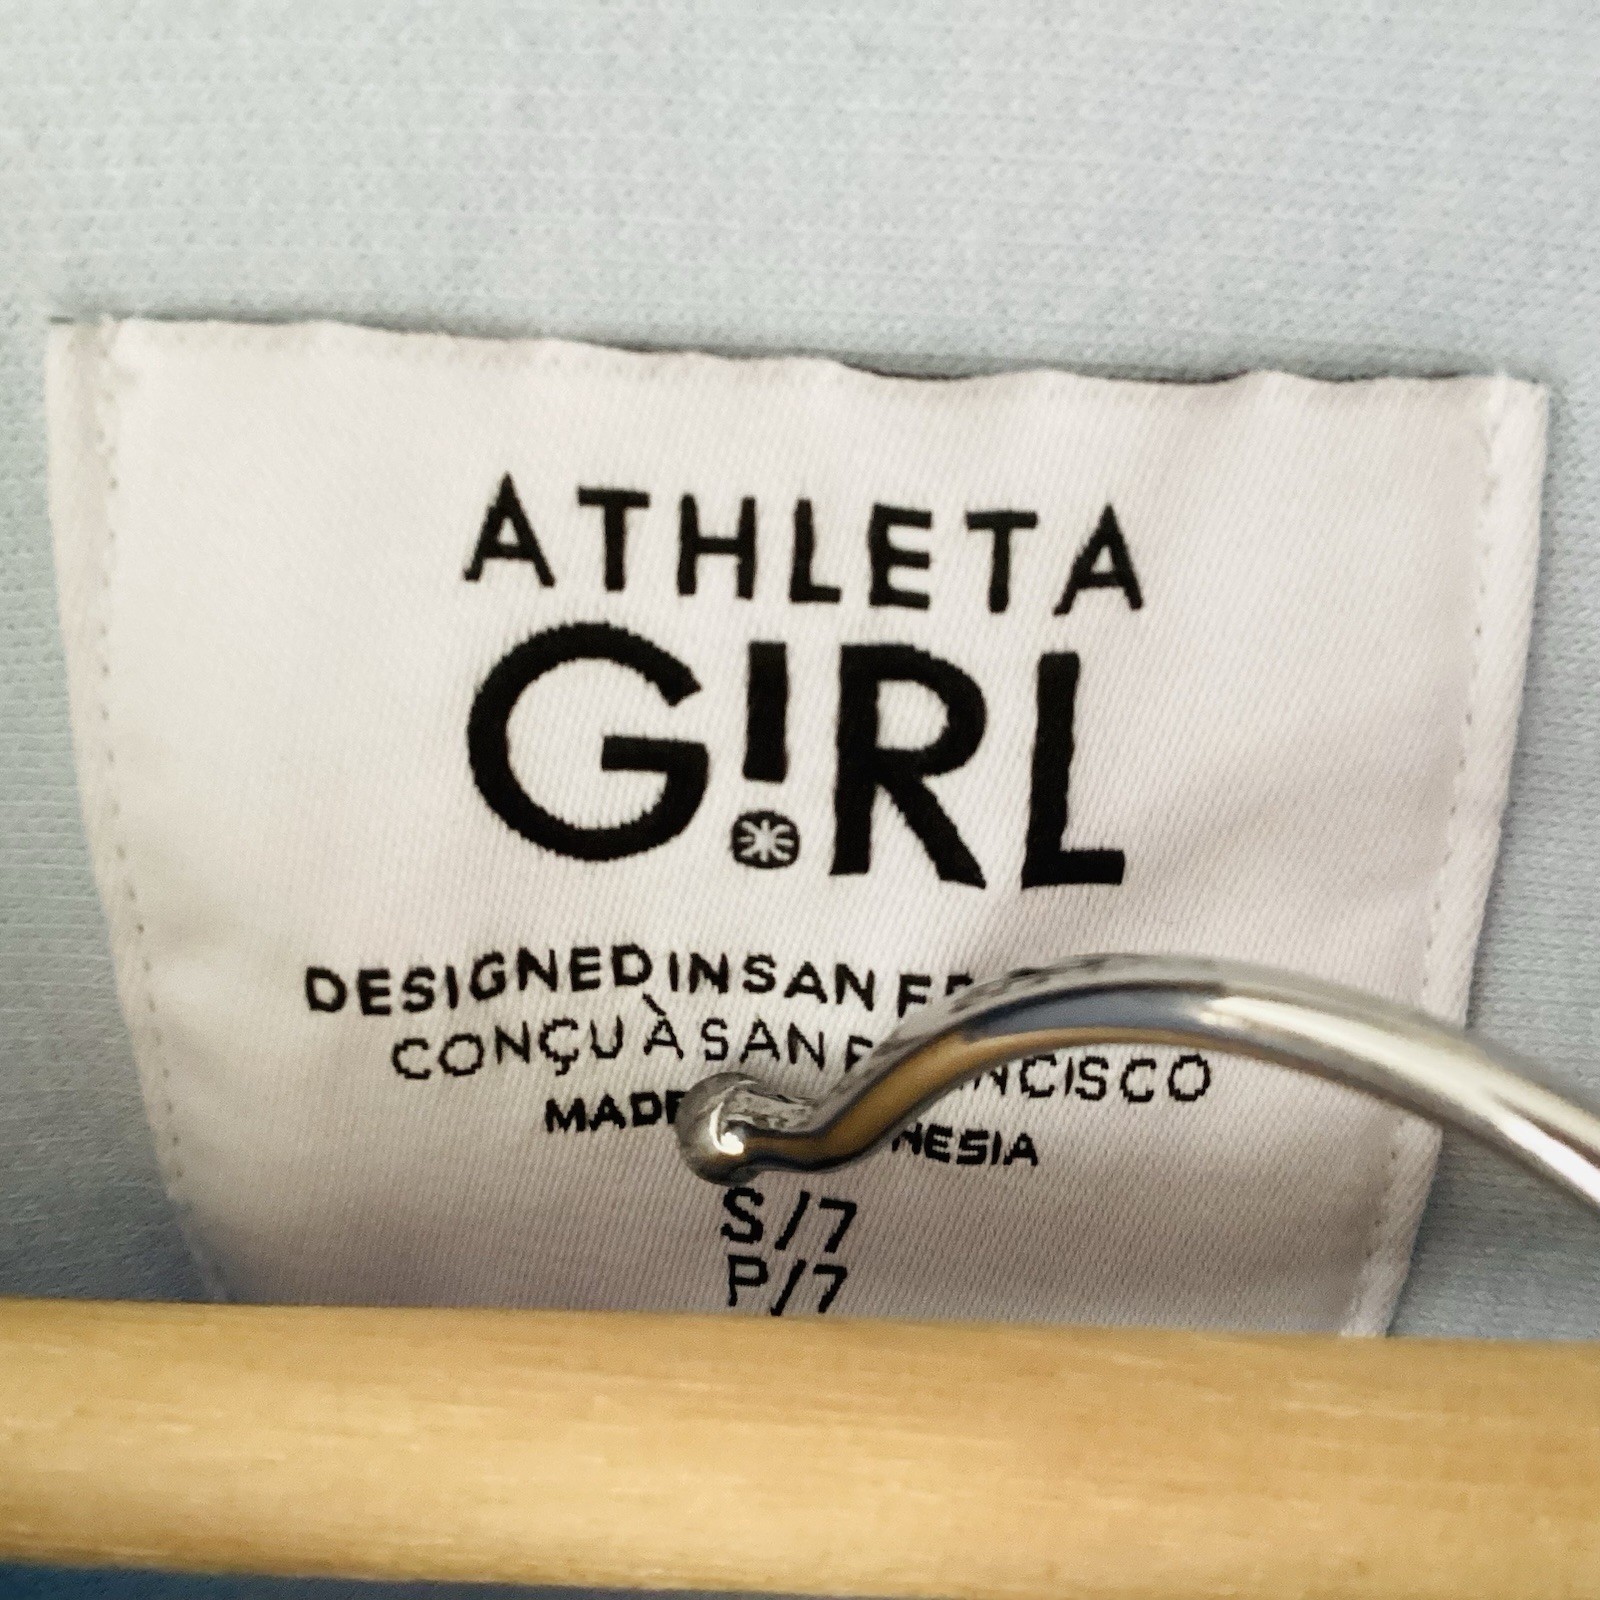 ATHLETA
G!RL
DESIGNED IN SAN
CONÇU À SAN
S/7
P/7